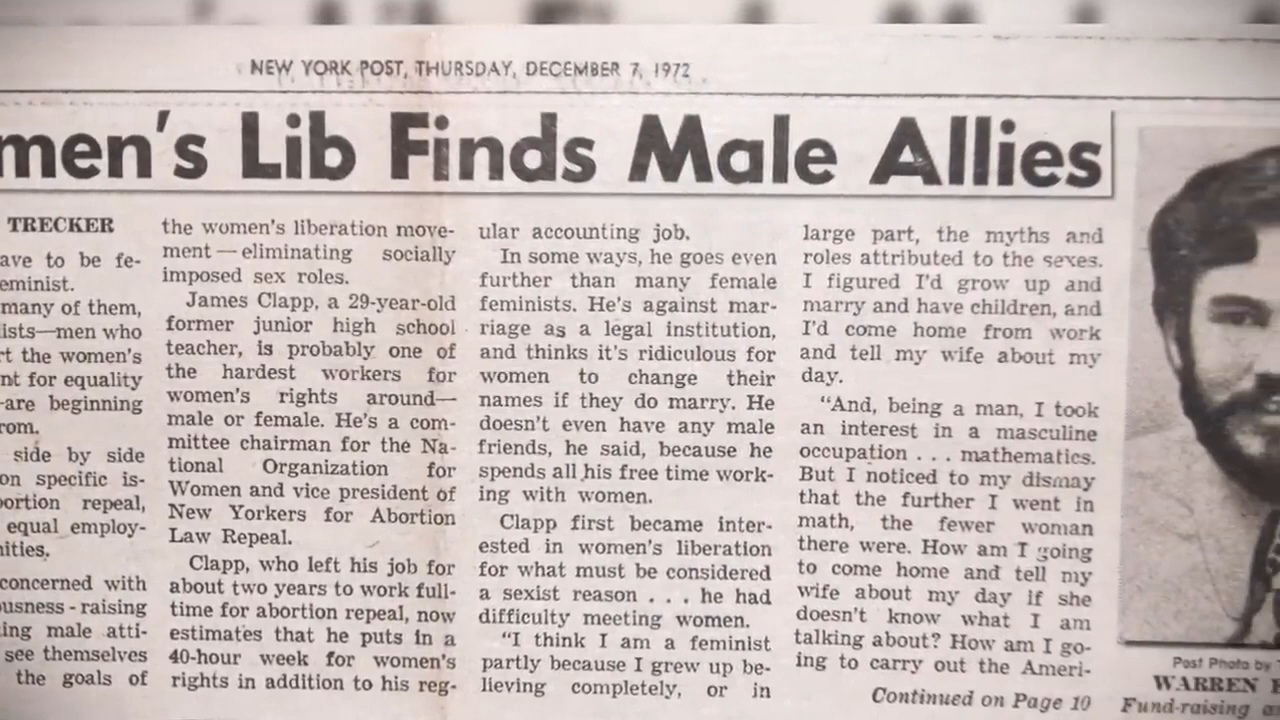 NEW YORK POST, THURSDAY, DECEMBER 7, 1972
men's Lib Finds Male Allies
TRECKER
ave to be fe-
eminist.
many of them,
ists—men who
rt the women's
nt for equality
-are beginning
rom.
side by side
on specific is-
ortion repeal,
equal employ-
ities.
concerned with
usness-raising
ing male atti-
see themselves
the goals of
the women's liberation move-
ment — eliminating socially
imposed sex roles.
James Clapp, a 29-year-old
former junior high school
teacher, is probably one of
the hardest workers for
women's rights around—
male or female. He's a com-
mittee chairman for the Na-
tional Organization for
Women and vice president of
New Yorkers for Abortion
Law Repeal.
Clapp, who left his job for
about two years to work full-
time for abortion repeal, now
estimates that he puts in a
40-hour week for women's
rights in addition to his reg-
ular accounting job.
In some ways, he goes even
further than many female
feminists. He's against mar-
riage as a legal institution,
and thinks it's ridiculous for
women to change their
names if they do marry. He
doesn't even have any male
friends, he said, because he
spends all his free time work-
ing with women.
Clapp first became inter-
ested in women's liberation
for what must be considered
a sexist reason . . . he had
difficulty meeting women.
"I think I am a feminist
partly because I grew up be-
lieving completely, or in
large part, the myths and
roles attributed to the sexes.
I figured I'd grow up and
marry and have children, and
I'd come home from work
and tell my wife about my
day.
"And, being a man, I took
an interest in a masculine
occupation . . . mathematics.
But I noticed to my dismay
that the further I went in
math, the fewer woman
there were. How am I going
to come home and tell my
wife about my day if she
doesn't know what I am
talking about? How am I go-
ing to carry out the Ameri-
Continued on Page 10
Post Photo by
WARREN
Fund-raising